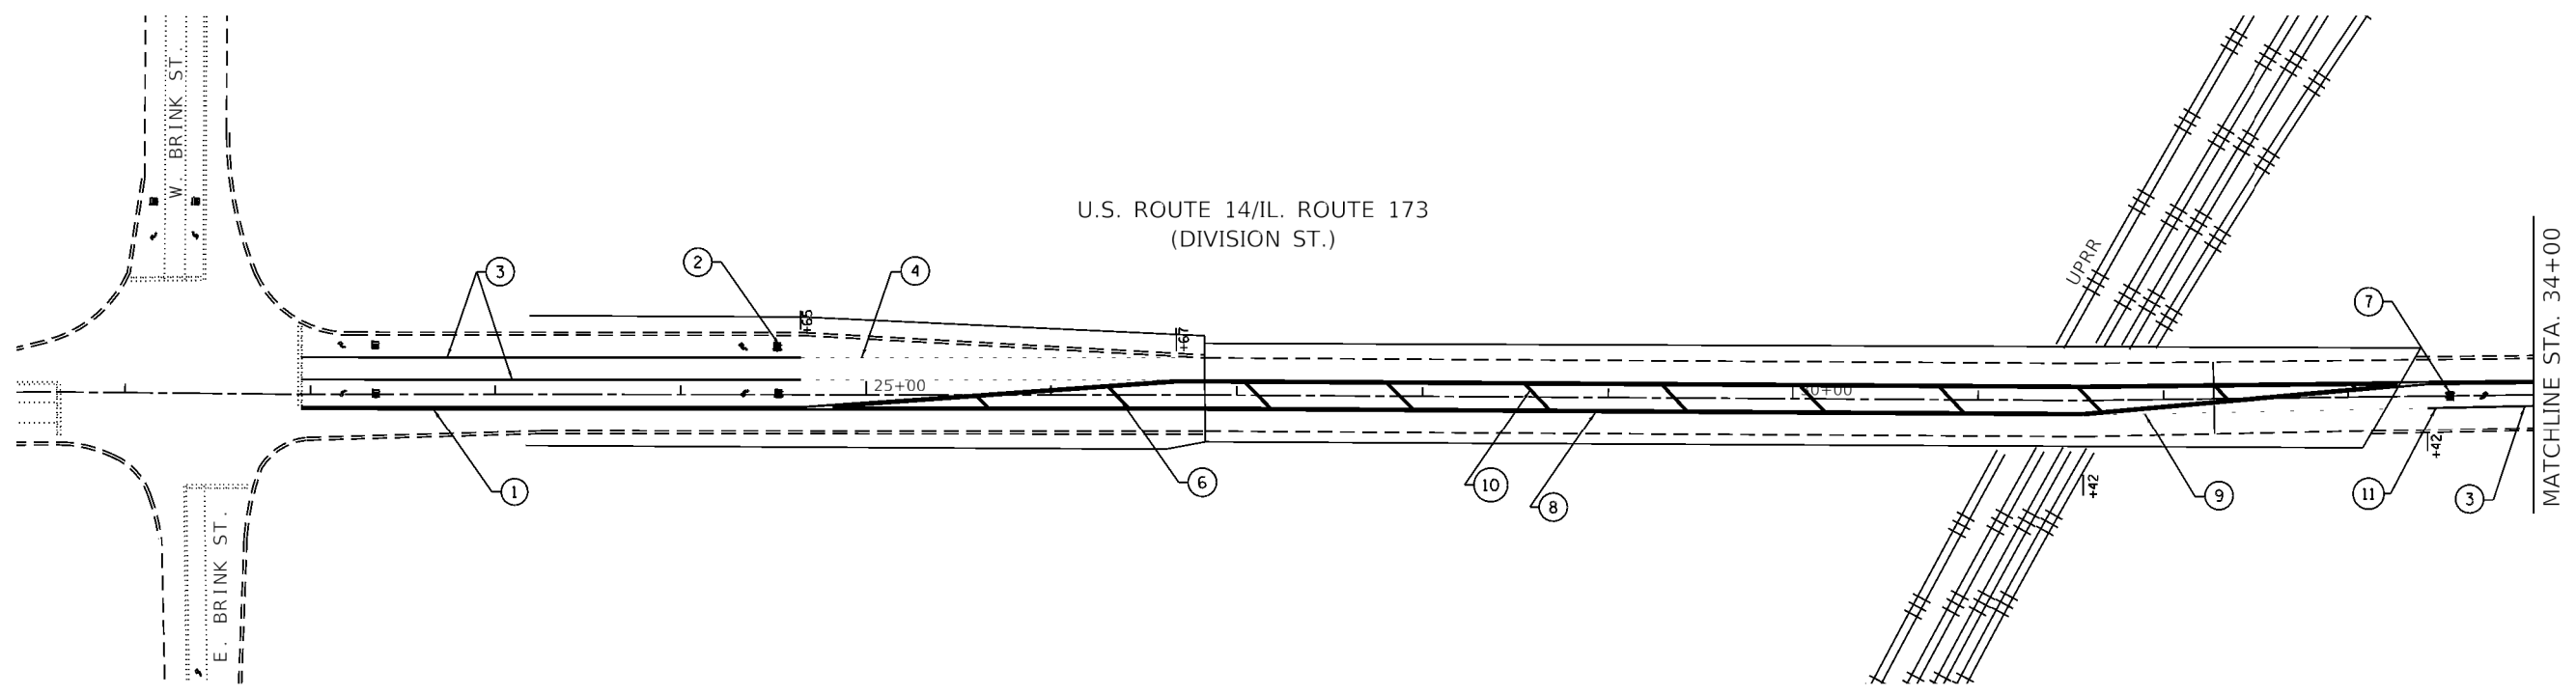 W. BRINK ST.
U.S. ROUTE 14/IL. ROUTE 173
(DIVISION ST.)
UPRR
MATCHLINE STA. 34+00
3
2
4
7
+65
+67
25+00
30+00
1
6
10
8
+42
9
+42
11
3
E. BRINK ST.